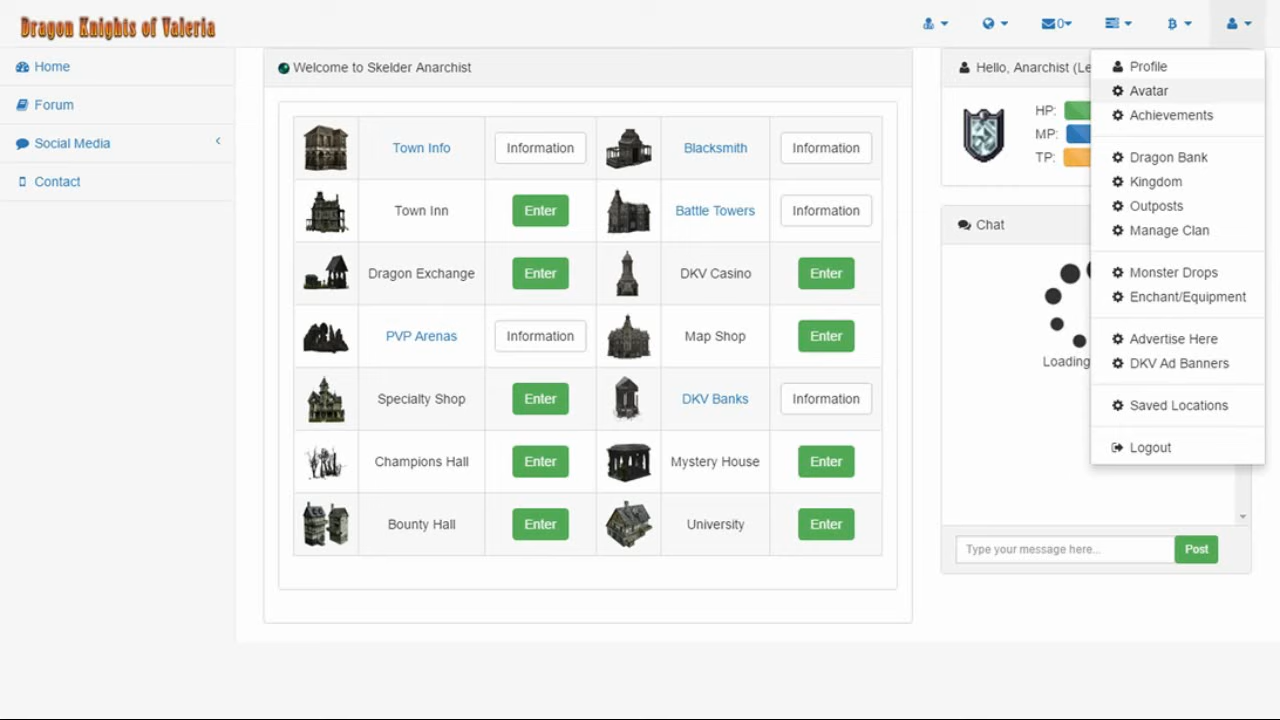 Dragon Knights of Valeria
0
Home
Forum
Social Media
Contact
Welcome to Skelder Anarchist
Town Info Information Blacksmith Information
Town Inn Enter Battle Towers Information
Dragon Exchange Enter DKV Casino Enter
PVP Arenas Information Map Shop Enter
Specialty Shop Enter DKV Banks Information
Champions Hall Enter Mystery House Enter
Bounty Hall Enter University Enter
Hello, Anarchist (Le
HP:
MP:
TP:
Chat
Loading
Type your message here... Post
Profile
Avatar
Achievements
Dragon Bank
Kingdom
Outposts
Manage Clan
Monster Drops
Enchant/Equipment
Advertise Here
DKV Ad Banners
Saved Locations
Logout